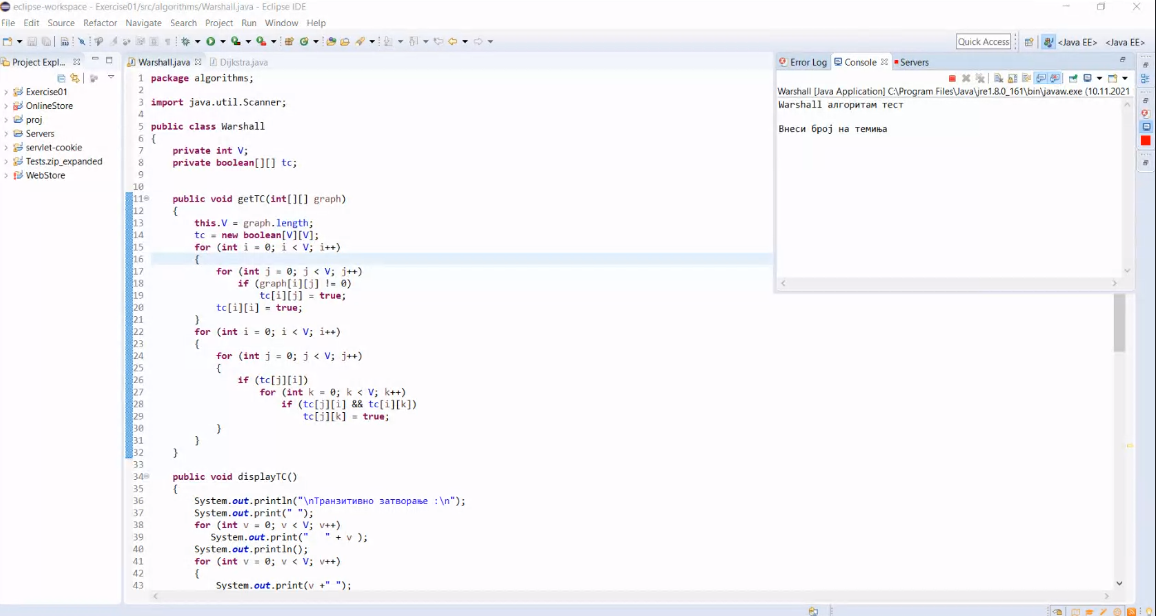 eclipse-workspace - Exercise01/src/algorithms/Warshall.java - Eclipse IDE
File Edit Source Refactor Navigate Search Project Run Window Help
Quick Access <Java EE> <Java EE>
Project Expl...
Exercise01
OnlineStore
proj
Servers
servlet-cookie
Tests.zip_expanded
WebStore
Warshall.java Dijkstra.java
1 package algorithms;
2
3 import java.util.Scanner;
4
5 public class Warshall
6 {
7 private int V;
8 private boolean[][] tc;
9
10
11 public void getTC(int[][] graph)
12 {
13 this.V = graph.length;
14 tc = new boolean[V][V];
15 for (int i = 0; i < V; i++)
16 {
17 for (int j = 0; j < V; j++)
18 if (graph[i][j] != 0)
19 tc[i][j] = true;
20 tc[i][i] = true;
21 }
22 for (int i = 0; i < V; i++)
23 {
24 for (int j = 0; j < V; j++)
25 {
26 if (tc[j][i])
27 for (int k = 0; k < V; k++)
28 if (tc[j][i] && tc[i][k])
29 tc[j][k] = true;
30 }
31 }
32 }
33
34 public void displayTC()
35 {
36 System.out.println("\nТранзитивно затворање :\n");
37 System.out.print(" ");
38 for (int v = 0; v < V; v++)
39 System.out.print("   " + v );
40 System.out.println();
41 for (int v = 0; v < V; v++)
42 {
43 System.out.print(v +" ");
Error Log Console Servers
Warshall [Java Application] C:\Program Files\Java\jre1.8.0_161\bin\javaw.exe (10.11.2021
Warshall алгоритам тест
Внеси број на темиња